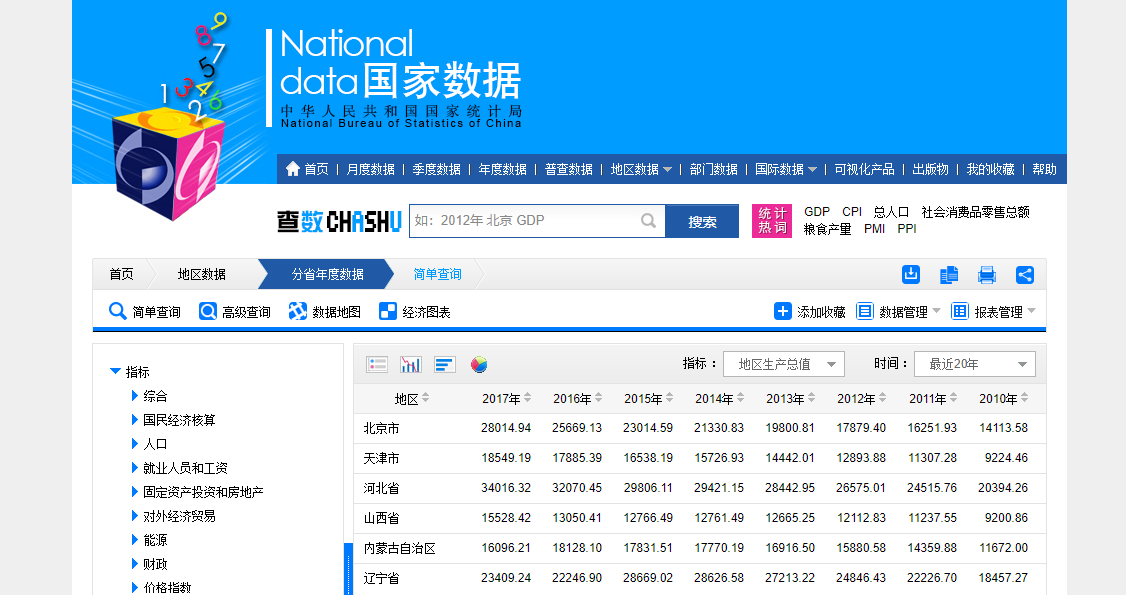 9
8
7
5
1 3 4
2 6
National
data国家数据
中华人民共和国国家统计局
National Bureau of Statistics of China
首页 | 月度数据 | 季度数据 | 年度数据 | 普查数据 | 地区数据 | 部门数据 | 国际数据 | 可视化产品 | 出版物 | 我的收藏 | 帮助
查数CHASHU 如：2012年 北京 GDP 搜索 统计热词 GDP CPI 总人口 社会消费品零售总额
粮食产量 PMI PPI
首页 地区数据 分省年度数据 简单查询
简单查询 高级查询 数据地图 经济图表 添加收藏 数据管理 报表管理
指标
综合
国民经济核算
人口
就业人员和工资
固定资产投资和房地产
对外经济贸易
能源
财政
价格指数
指标： 地区生产总值 时间： 最近20年
地区 2017年 2016年 2015年 2014年 2013年 2012年 2011年 2010年
北京市 28014.94 25669.13 23014.59 21330.83 19800.81 17879.40 16251.93 14113.58
天津市 18549.19 17885.39 16538.19 15726.93 14442.01 12893.88 11307.28 9224.46
河北省 34016.32 32070.45 29806.11 29421.15 28442.95 26575.01 24515.76 20394.26
山西省 15528.42 13050.41 12766.49 12761.49 12665.25 12112.83 11237.55 9200.86
内蒙古自治区 16096.21 18128.10 17831.51 17770.19 16916.50 15880.58 14359.88 11672.00
辽宁省 23409.24 22246.90 28669.02 28626.58 27213.22 24846.43 22226.70 18457.27